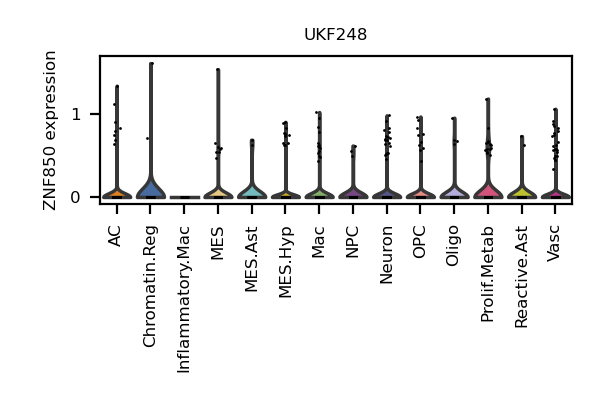 UKF248
ZNF850 expression
1
0
AC
Chromatin.Reg
Inflammatory.Mac
MES
MES.Ast
MES.Hyp
Mac
NPC
Neuron
OPC
Oligo
Prolif.Metab
Reactive.Ast
Vasc